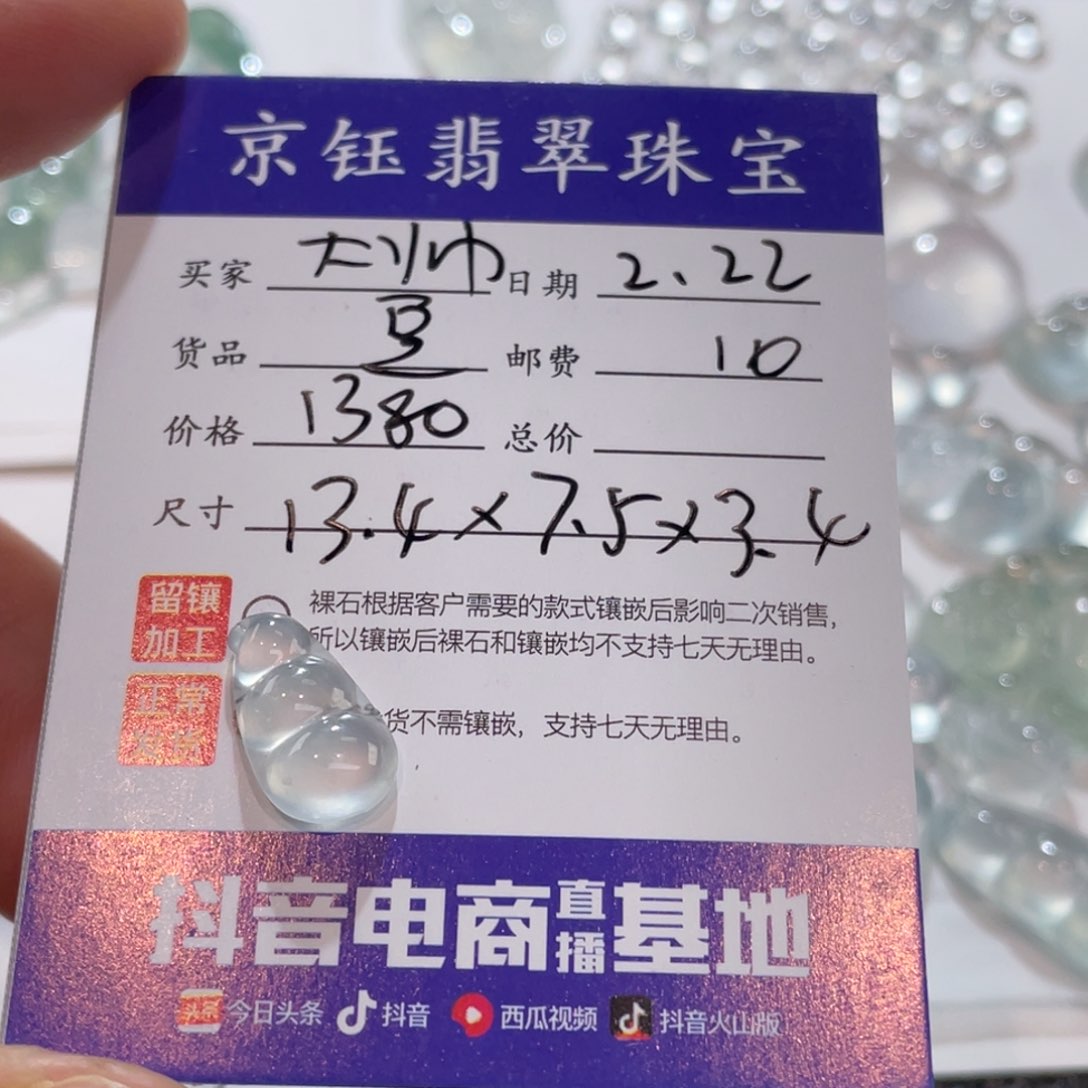 京钰翡翠珠宝
买家 大帅 日期 2.22
货品 豆 邮费 10
价格 1380 总价
尺寸 13.4×7.5×3.4
留镶
加工
裸石根据客户需要的款式镶嵌后影响二次销售，
所以镶嵌后裸石和镶嵌均不支持七天无理由。
正常
发货
货不需镶嵌，支持七天无理由。
抖音电商直播基地
头条 今日头条 抖音 西瓜视频 抖音火山版